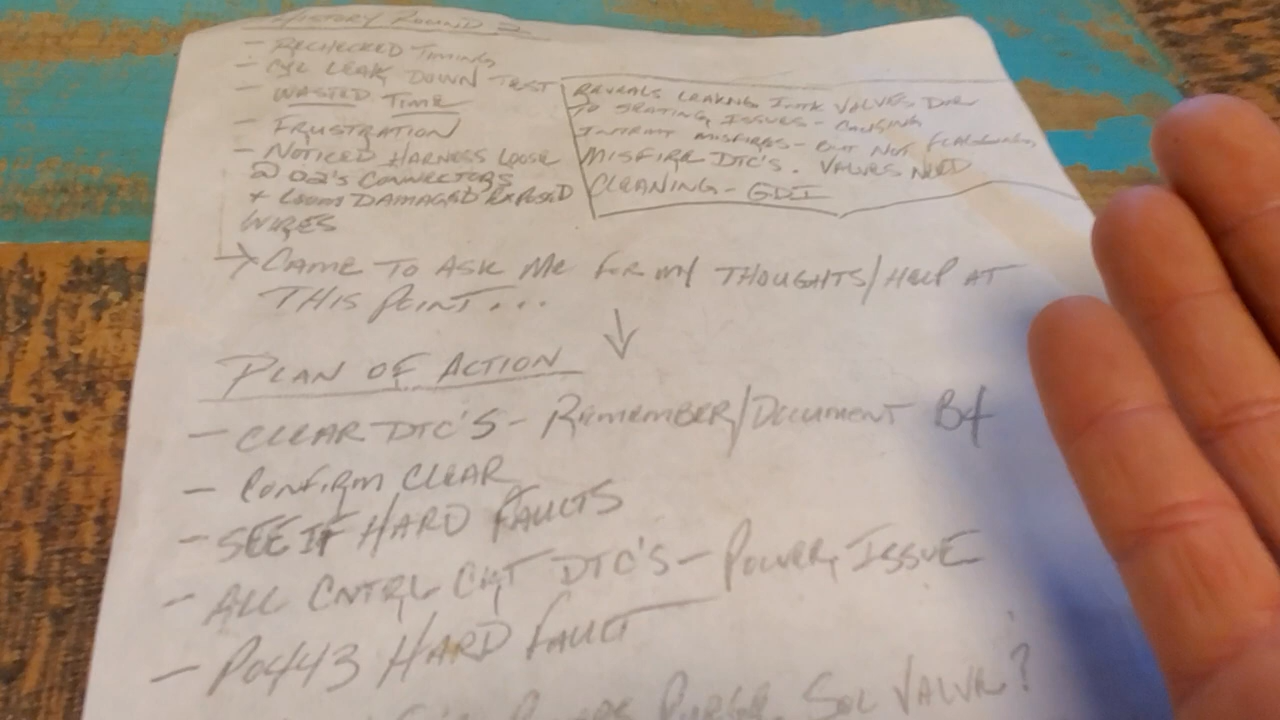 HISTORY ROUND 2
- RECHECKED TIMING
- CYL LEAK DOWN TEST
- WASTED TIME
- FRUSTRATION
- NOTICED HARNESS LOOSE
@ O2'S CONNECTORS
+ LOOM DAMAGED EXPOSED
WIRES
REVEALS LEAKING INTK VALVES DUE
TO SEATING ISSUES - CAUSING
INTRMT MISFIRES - BUT NOT FLAGGING
MISFIRE DTC'S. VALVES NEED
CLEANING - GDI
→ CAME TO ASK ME FOR MY THOUGHTS/HELP AT
THIS POINT...
↓
PLAN OF ACTION
- CLEAR DTC'S - REMEMBER/DOCUMENT B4
- CONFIRM CLEAR
- SEE IF HARD FAULTS
- ALL CNTRL CKT DTC'S - POWER ISSUE
- P0443 HARD FAULT
PURGE SOL VALVE?